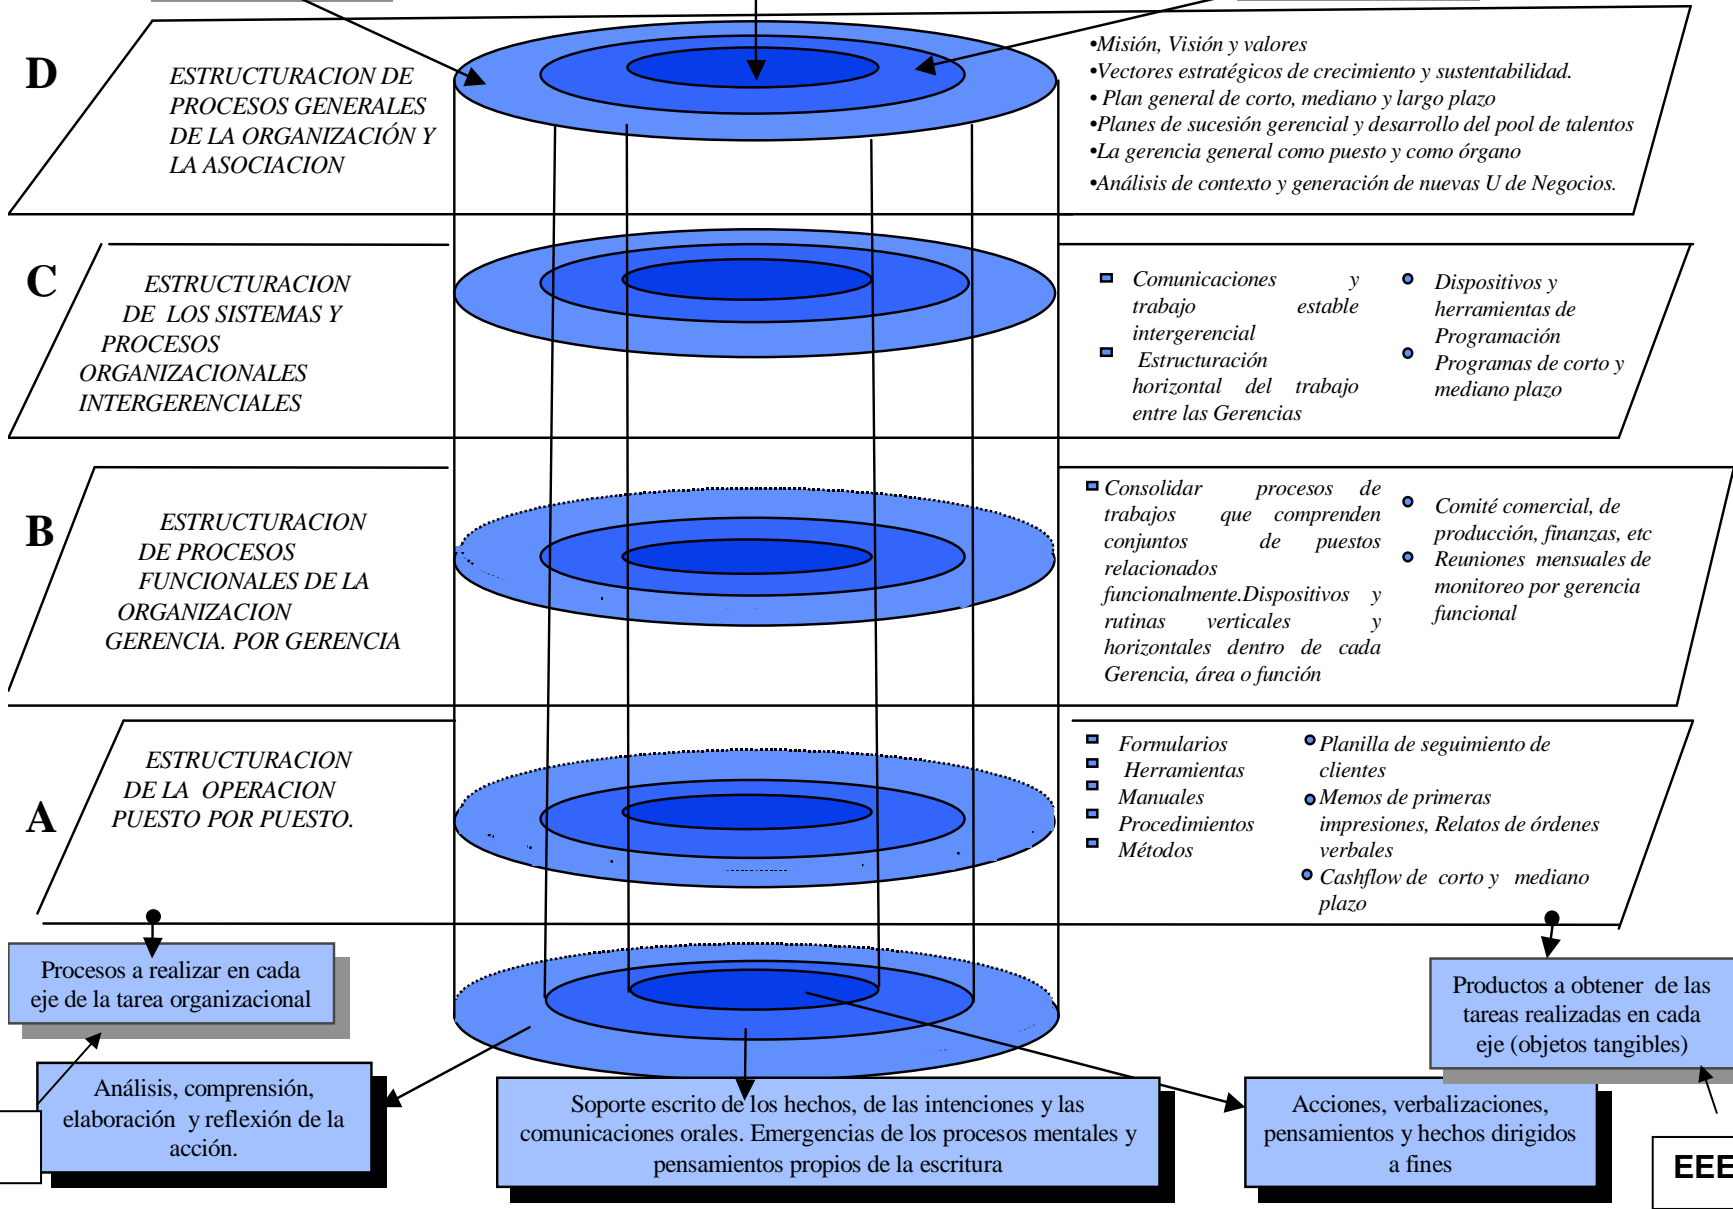 D
ESTRUCTURACION DE
PROCESOS GENERALES
DE LA ORGANIZACIÓN Y
LA ASOCIACION
•Misión, Visión y valores
•Vectores estratégicos de crecimiento y sustentabilidad.
• Plan general de corto, mediano y largo plazo
•Planes de sucesión gerencial y desarrollo del pool de talentos
•La gerencia general como puesto y como órgano
•Análisis de contexto y generación de nuevas U de Negocios.
C
ESTRUCTURACION
DE LOS SISTEMAS Y
PROCESOS
ORGANIZACIONALES
INTERGERENCIALES
Comunicaciones y
trabajo estable
intergerencial
Estructuración
horizontal del trabajo
entre las Gerencias
Dispositivos y
herramientas de
Programación
Programas de corto y
mediano plazo
B
ESTRUCTURACION
DE PROCESOS
FUNCIONALES DE LA
ORGANIZACION
GERENCIA. POR GERENCIA
Consolidar procesos de
trabajos que comprenden
conjuntos de puestos
relacionados
funcionalmente.Dispositivos y
rutinas verticales y
horizontales dentro de cada
Gerencia, área o función
Comité comercial, de
producción, finanzas, etc
Reuniones mensuales de
monitoreo por gerencia
funcional
A
ESTRUCTURACION
DE LA OPERACION
PUESTO POR PUESTO.
Formularios
Herramientas
Manuales
Procedimientos
Métodos
Planilla de seguimiento de
clientes
Memos de primeras
impresiones, Relatos de órdenes
verbales
Cashflow de corto y mediano
plazo
Procesos a realizar en cada
eje de la tarea organizacional
Productos a obtener de las
tareas realizadas en cada
eje (objetos tangibles)
Análisis, comprensión,
elaboración y reflexión de la
acción.
Soporte escrito de los hechos, de las intenciones y las
comunicaciones orales. Emergencias de los procesos mentales y
pensamientos propios de la escritura
Acciones, verbalizaciones,
pensamientos y hechos dirigidos
a fines
EEE